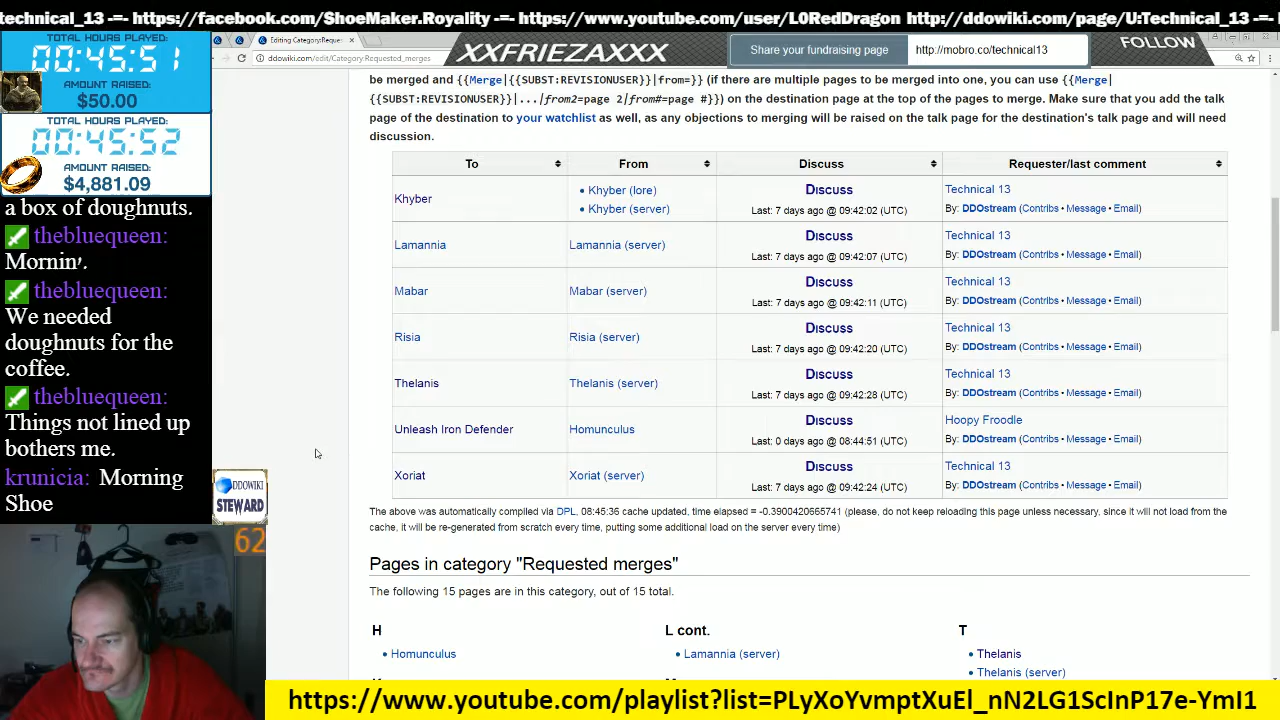 technical_13 -=- https://facebook.com/ShoeMaker.Royality -=- https://www.youtube.com/user/L0RedDragon http://ddowiki.com/page/U:Technical_13 -=- https:/
TOTAL HOURS PLAYED:
00:45:51
AMOUNT RAISED:
$50.00
TOTAL HOURS PLAYED:
00:45:52
AMOUNT RAISED:
$4,881.09
a box of doughnuts.
thebluequeen:
Mornin'.
thebluequeen:
We needed
doughnuts for the
coffee.
thebluequeen:
Things not lined up
bothers me.
krunicia: Morning
Shoe
DDOWIKI
STEWARD
62
Editing Category:Reques
ddowiki.com/edit/Category:Requested_merges
XXFRIEZAXXX
Share your fundraising page
http://mobro.co/technical13
FOLLOW
be merged and {{Merge|{{SUBST:REVISIONUSER}}|from=}} (if there are multiple pages to be merged into one, you can use {{Merge|
{{SUBST:REVISIONUSER}}|...|from2=page 2|from#=page #}}) on the destination page at the top of the pages to merge. Make sure that you add the talk
page of the destination to your watchlist as well, as any objections to merging will be raised on the talk page for the destination's talk page and will need
discussion.
To From Discuss Requester/last comment
Khyber
• Khyber (lore)
• Khyber (server)
Discuss
Last: 7 days ago @ 09:42:02 (UTC)
Technical 13
By: DDOstream (Contribs • Message • Email)
Lamannia
Lamannia (server)
Discuss
Last: 7 days ago @ 09:42:07 (UTC)
Technical 13
By: DDOstream (Contribs • Message • Email)
Mabar
Mabar (server)
Discuss
Last: 7 days ago @ 09:42:11 (UTC)
Technical 13
By: DDOstream (Contribs • Message • Email)
Risia
Risia (server)
Discuss
Last: 7 days ago @ 09:42:20 (UTC)
Technical 13
By: DDOstream (Contribs • Message • Email)
Thelanis
Thelanis (server)
Discuss
Last: 7 days ago @ 09:42:28 (UTC)
Technical 13
By: DDOstream (Contribs • Message • Email)
Unleash Iron Defender
Homunculus
Discuss
Last: 0 days ago @ 08:44:51 (UTC)
Hoopy Froodle
By: DDOstream (Contribs • Message • Email)
Xoriat
Xoriat (server)
Discuss
Last: 7 days ago @ 09:42:24 (UTC)
Technical 13
By: DDOstream (Contribs • Message • Email)
The above was automatically compiled via DPL, 08:45:36 cache updated, time elapsed = -0.3900420665741 (please, do not keep reloading this page unless necessary, since it will not load from the
cache, it will be re-generated from scratch every time, putting some additional load on the server every time)
Pages in category "Requested merges"
The following 15 pages are in this category, out of 15 total.
H
• Homunculus
L cont.
• Lamannia (server)
T
• Thelanis
• Thelanis (server)
https://www.youtube.com/playlist?list=PLyXoYvmptXuEl_nN2LG1ScInP17e-YmI1